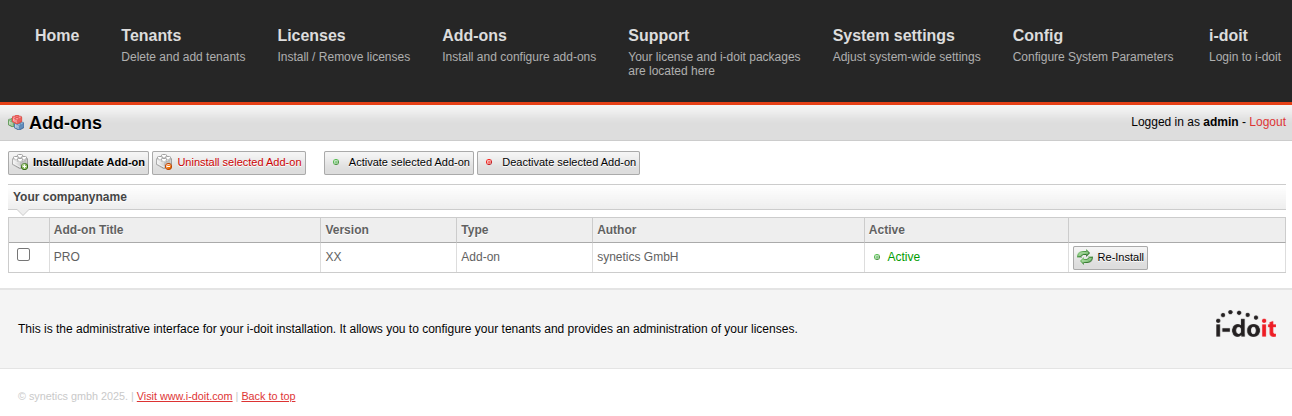 Home Tenants Licenses Add-ons Support System settings Config i-doit
Delete and add tenants Install / Remove licenses Install and configure add-ons Your license and i-doit packages Adjust system-wide settings Configure System Parameters Login to i-doit
are located here
Add-ons Logged in as admin - Logout
Install/update Add-on Uninstall selected Add-on Activate selected Add-on Deactivate selected Add-on
Your companyname
Add-on Title Version Type Author Active
PRO XX Add-on synetics GmbH Active Re-Install
This is the administrative interface for your i-doit installation. It allows you to configure your tenants and provides an administration of your licenses.
i-doit
© synetics gmbh 2025. | Visit www.i-doit.com | Back to top